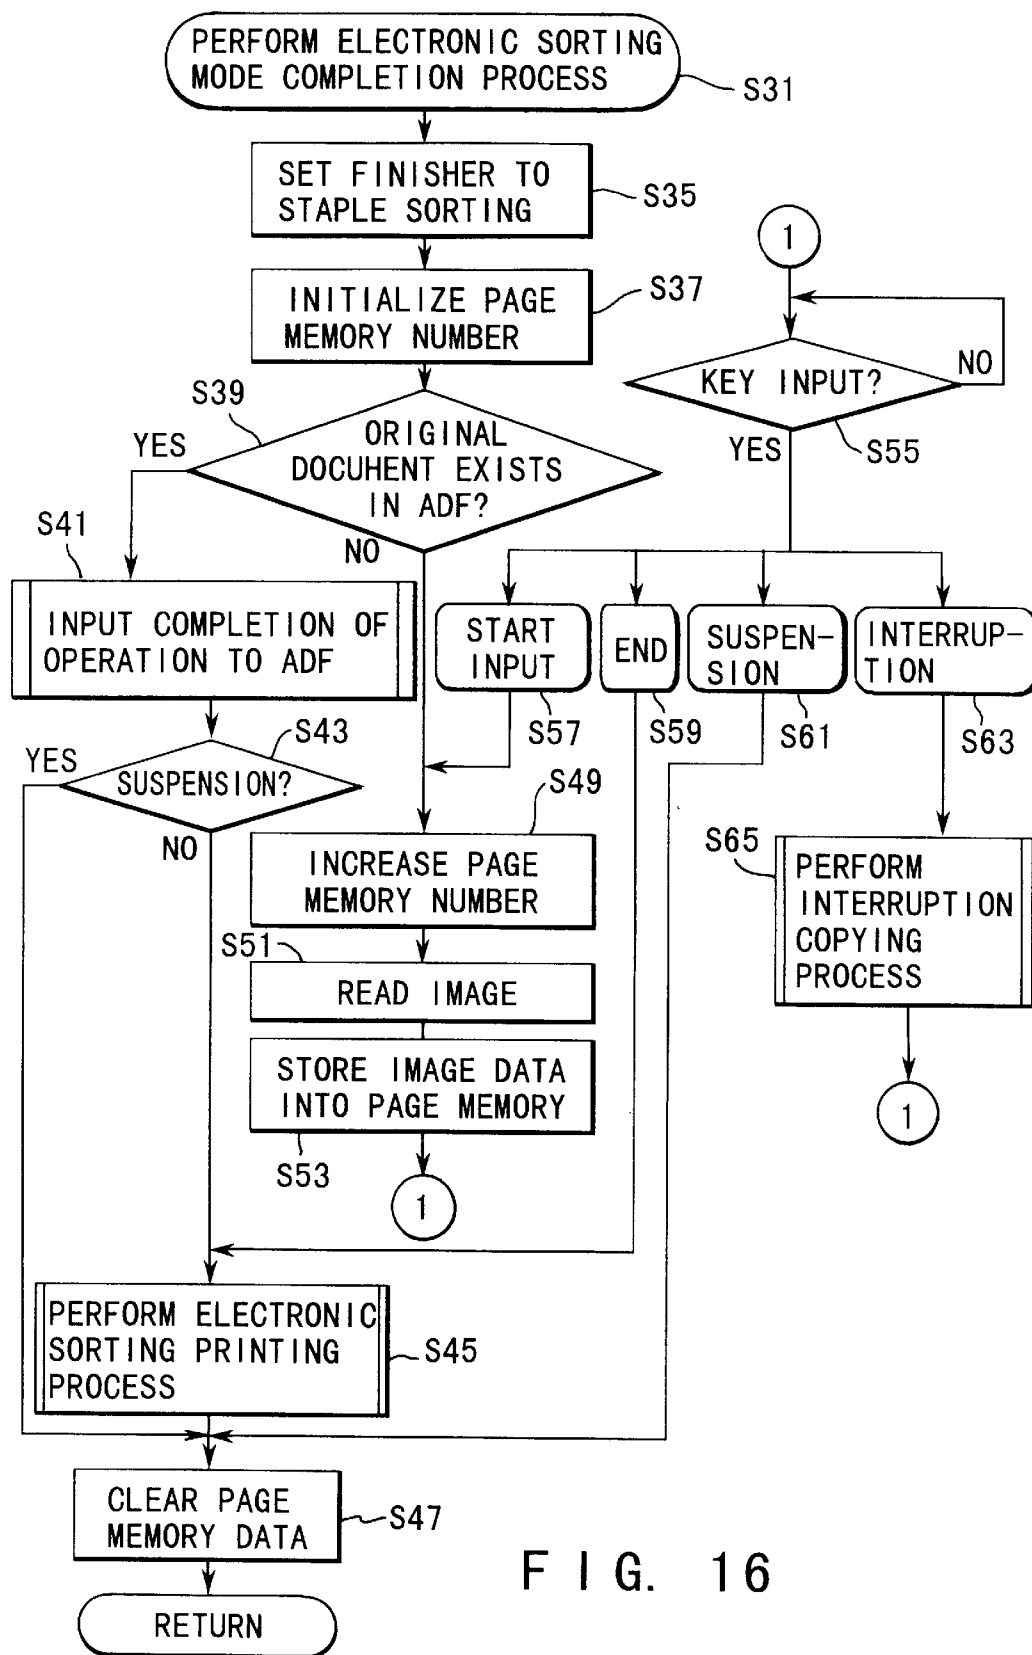 PERFORM ELECTRONIC SORTING
MODE COMPLETION PROCESS
S31
SET FINISHER TO
STAPLE SORTING
S35
INITIALIZE PAGE
MEMORY NUMBER
S37
S39
ORIGINAL
DOCUHENT EXISTS
IN ADF?
YES
NO
S41
INPUT COMPLETION OF
OPERATION TO ADF
S43
YES
SUSPENSION?
NO
1
KEY INPUT?
NO
YES
S55
START
INPUT
S57
END
S59
SUSPEN-
SION
S61
INTERRUP-
TION
S63
S49
INCREASE PAGE
MEMORY NUMBER
S51
READ IMAGE
STORE IMAGE DATA
INTO PAGE MEMORY
S53
1
S65
PERFORM
INTERRUPTION
COPYING
PROCESS
1
PERFORM ELECTRONIC
SORTING PRINTING
PROCESS
S45
CLEAR PAGE
MEMORY DATA
S47
RETURN
FIG. 16